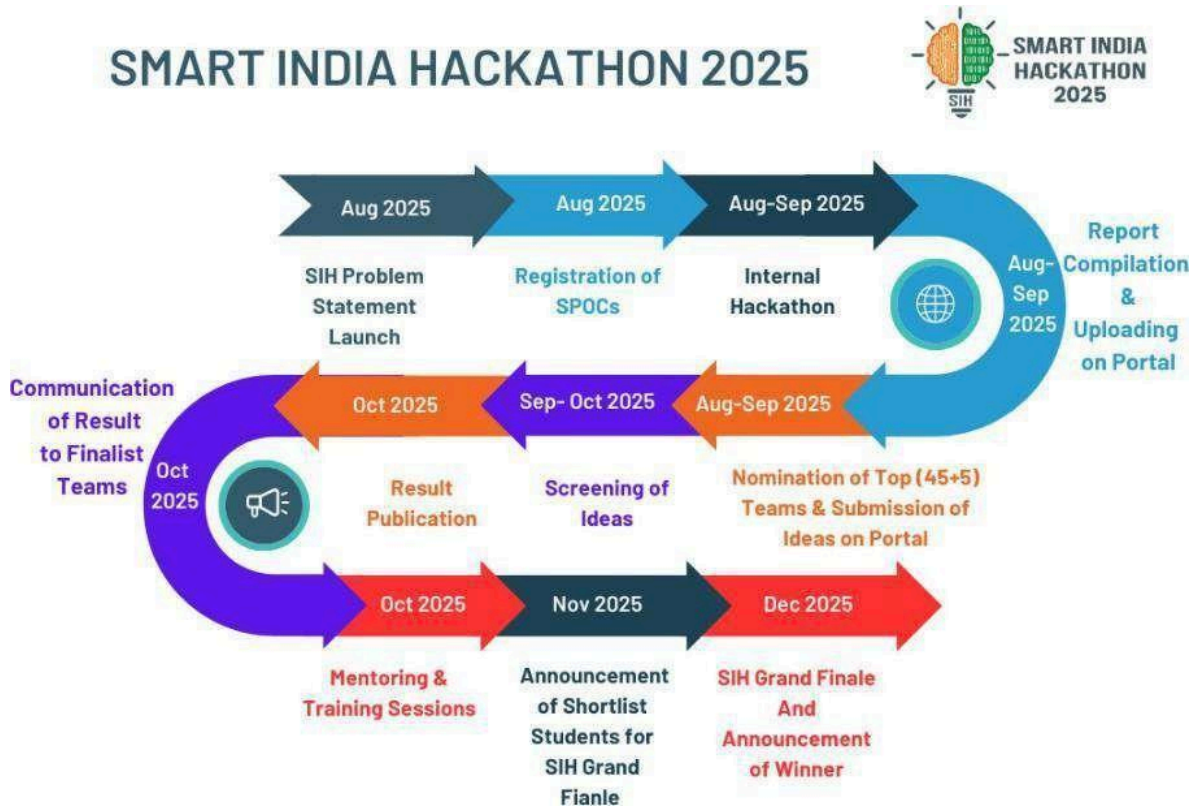 SMART INDIA HACKATHON 2025
SMART INDIA
HACKATHON
2025
SIH
Aug 2025
SIH Problem
Statement
Launch
Aug 2025
Registration of
SPOCs
Aug-Sep 2025
Internal
Hackathon
Aug-
Sep
2025
Report
Compilation
&
Uploading
on Portal
Aug-Sep 2025
Nomination of Top (45+5)
Teams & Submission of
Ideas on Portal
Sep- Oct 2025
Screening of
Ideas
Oct 2025
Result
Publication
Oct
2025
Communication
of Result
to Finalist
Teams
Oct 2025
Mentoring &
Training Sessions
Nov 2025
Announcement
of Shortlist
Students for
SIH Grand
Fianle
Dec 2025
SIH Grand Finale
And
Announcement
of Winner